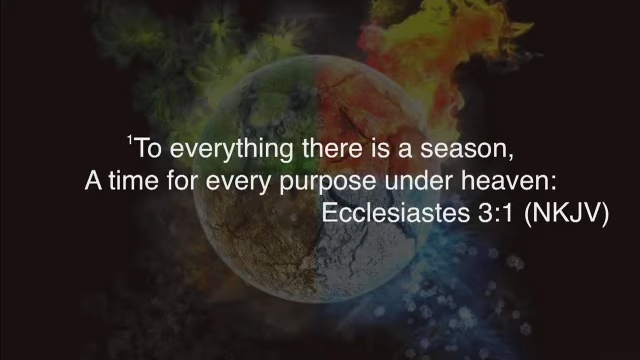 ¹To everything there is a season,
A time for every purpose under heaven:
Ecclesiastes 3:1 (NKJV)